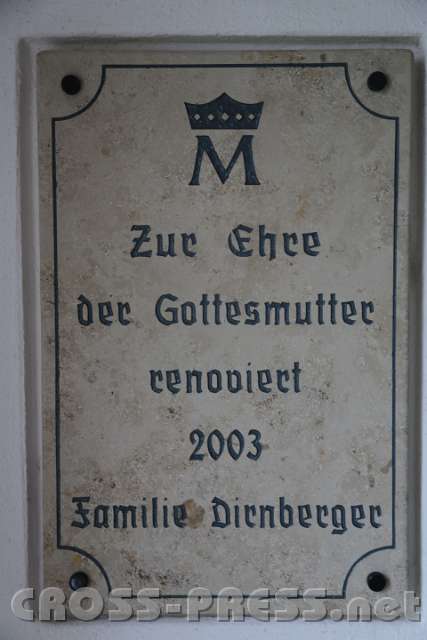 M
Zur Ehre
der Gottesmutter
renoviert
2003
Familie Dirnberger
CROSS-PRESS.net